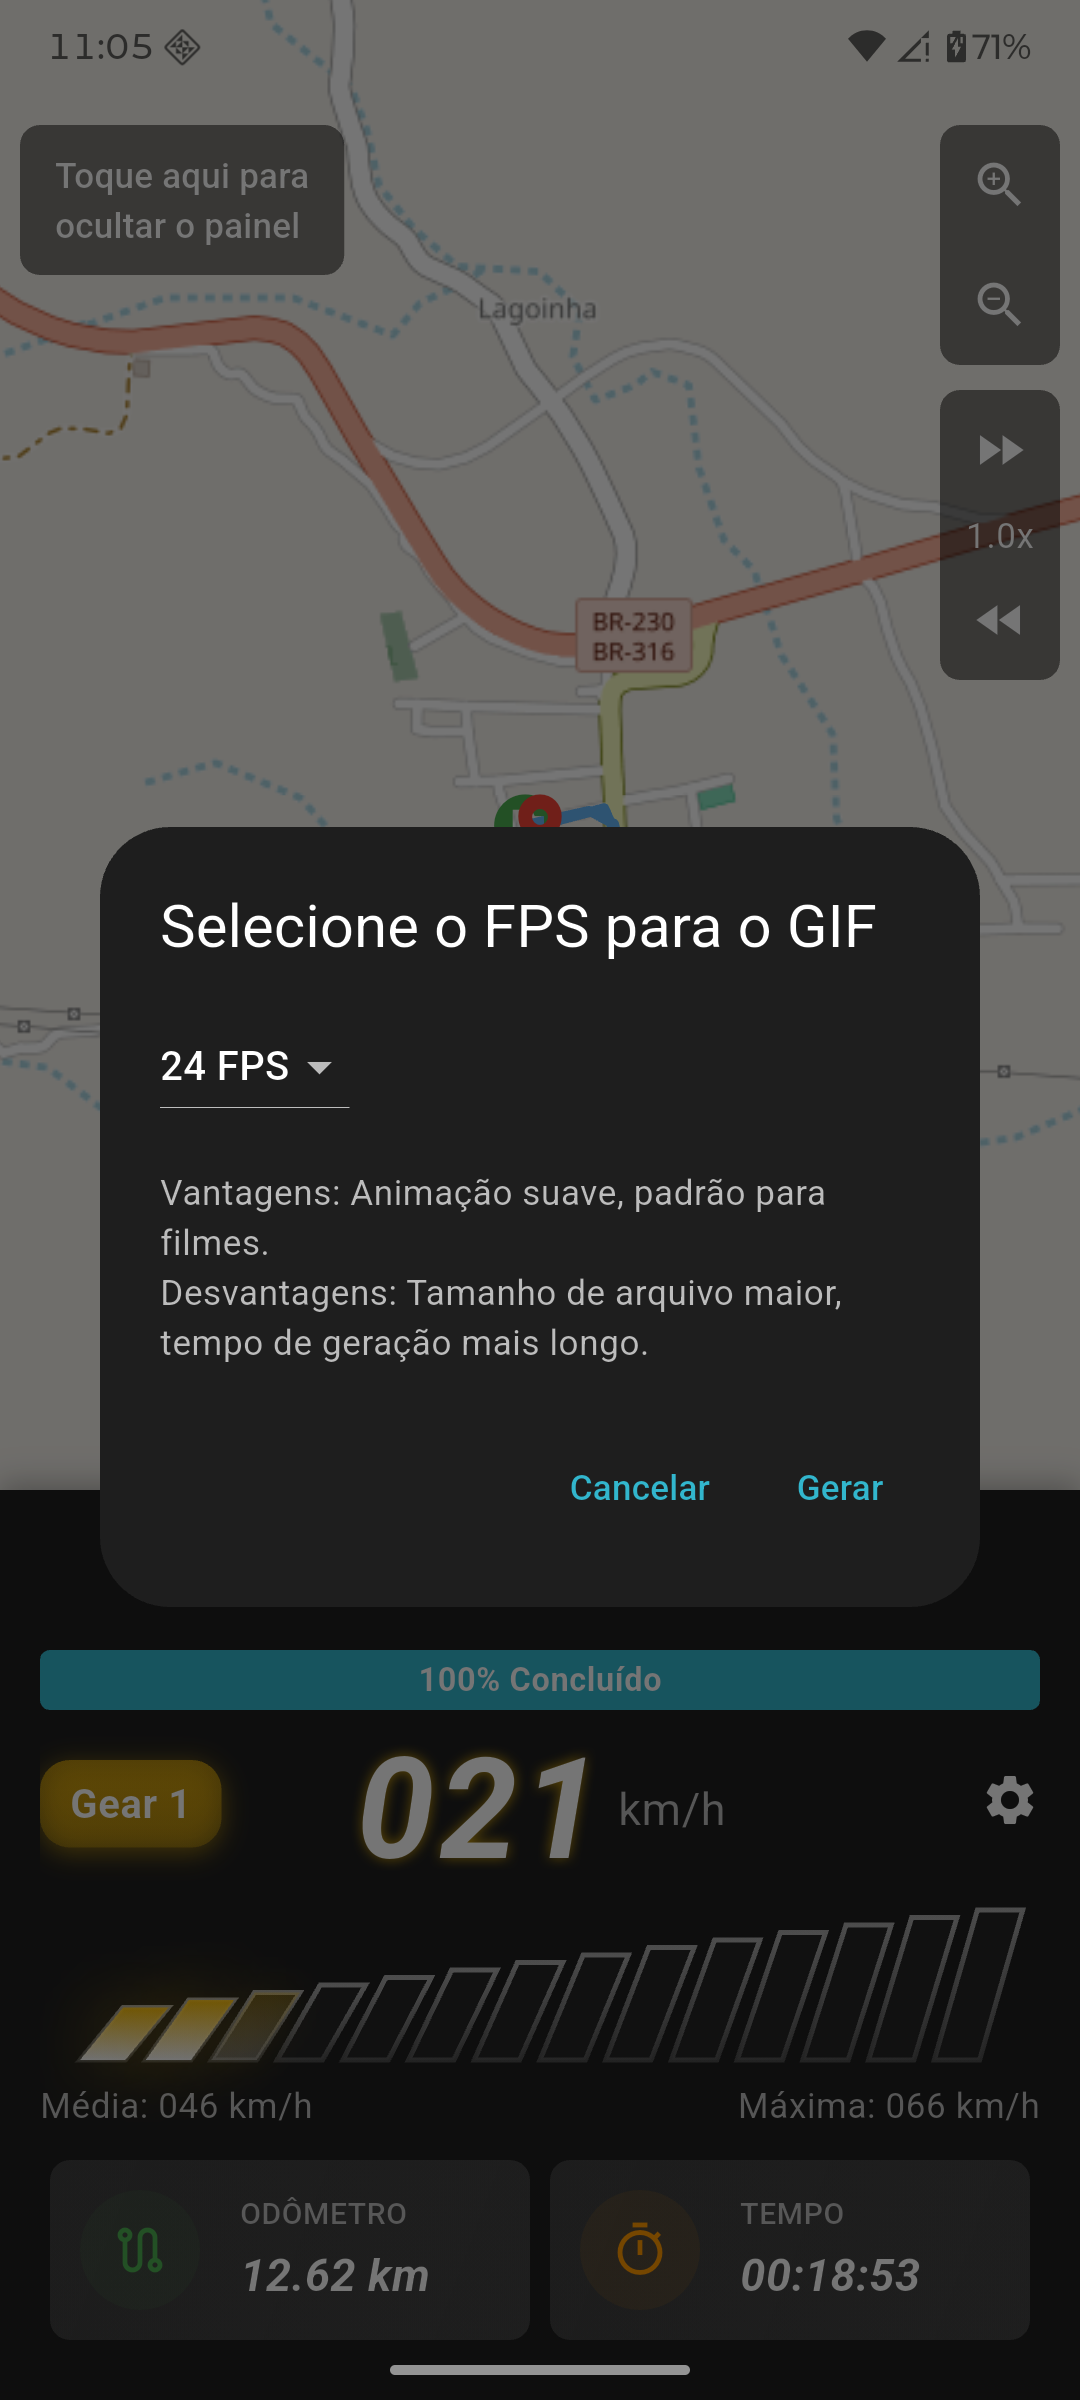 11:05
71%
Toque aqui para
ocultar o painel
Lagoinha
1.0x
BR-230
BR-316
Selecione o FPS para o GIF
24 FPS
Vantagens: Animação suave, padrão para
filmes.
Desvantagens: Tamanho de arquivo maior,
tempo de geração mais longo.
Cancelar
Gerar
100% Concluído
Gear 1
021 km/h
Média: 046 km/h
Máxima: 066 km/h
ODÔMETRO
12.62 km
TEMPO
00:18:53